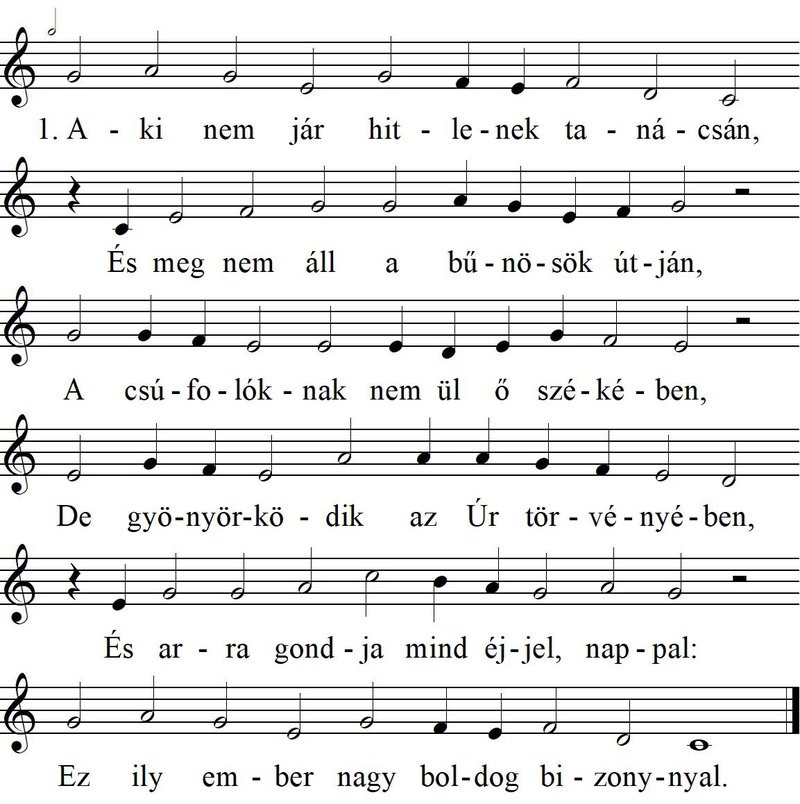 1. A - ki nem jár hit - le - nek ta - ná - csán,
És meg nem áll a bű - nö - sök út - ján,
A csú - fo - lók - nak nem ül ő szé - ké - ben,
De gyö - nyör - kö - dik az Úr tör - vé - nyé - ben,
És ar - ra gond - ja mind éj - jel, nap - pal:
Ez ily em - ber nagy bol - dog bi - zony - nyal.